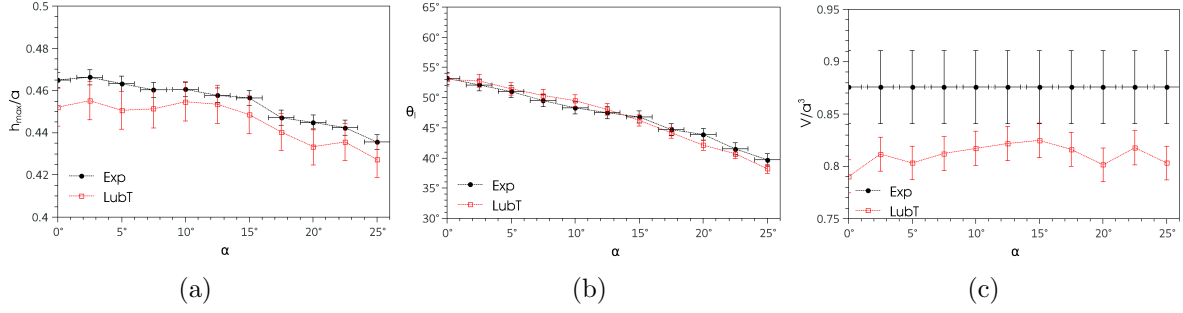 0.5
0.48
0.46
0.44
0.42
0.4
h_max/a
Exp
LubT
0° 5° 10° 15° 20° 25°
α
(a)
65°
60°
55°
50°
45°
40°
35°
30°
θ_l
Exp
LubT
0° 5° 10° 15° 20° 25°
α
(b)
0.95
0.9
0.85
0.8
0.75
V/a³
Exp
LubT
0° 5° 10° 15° 20° 25°
α
(c)